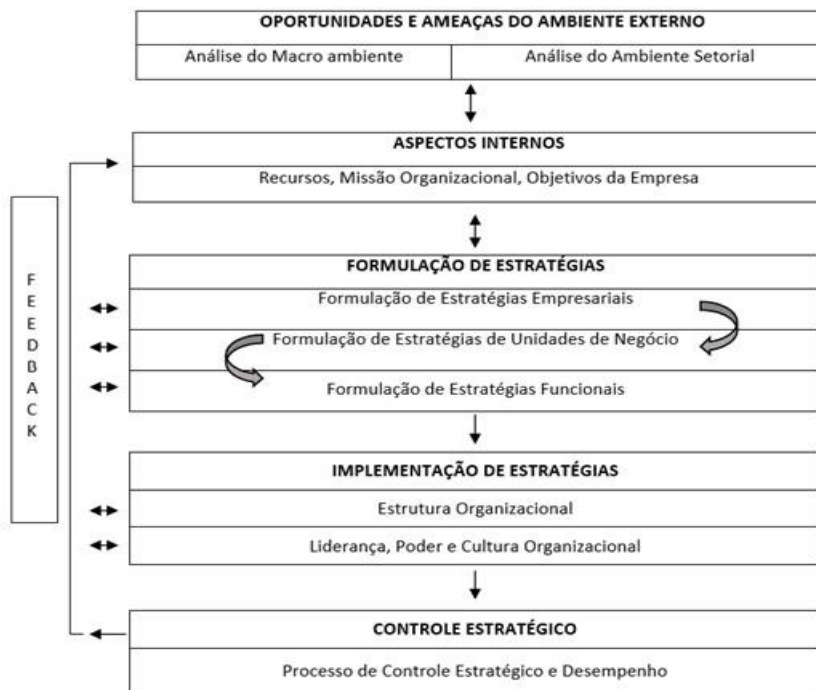 OPORTUNIDADES E AMEAÇAS DO AMBIENTE EXTERNO
Análise do Macro ambiente
Análise do Ambiente Setorial
ASPECTOS INTERNOS
Recursos, Missão Organizacional, Objetivos da Empresa
FEEDBACK
FORMULAÇÃO DE ESTRATÉGIAS
Formulação de Estratégias Empresariais
Formulação de Estratégias de Unidades de Negócio
Formulação de Estratégias Funcionais
IMPLEMENTAÇÃO DE ESTRATÉGIAS
Estrutura Organizacional
Liderança, Poder e Cultura Organizacional
CONTROLE ESTRATÉGICO
Processo de Controle Estratégico e Desempenho